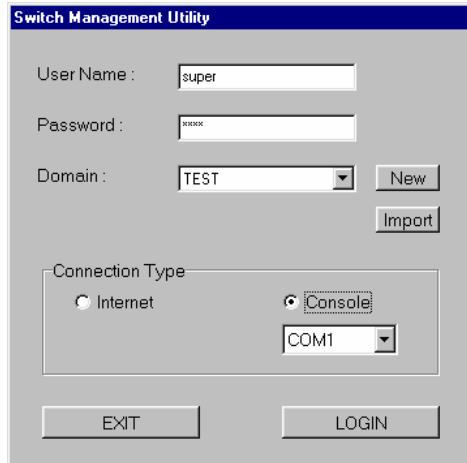 Switch Management Utility
User Name : super
Password : ××××
Domain : TEST New
Import
Connection Type
Internet Console
COM1
EXIT LOGIN